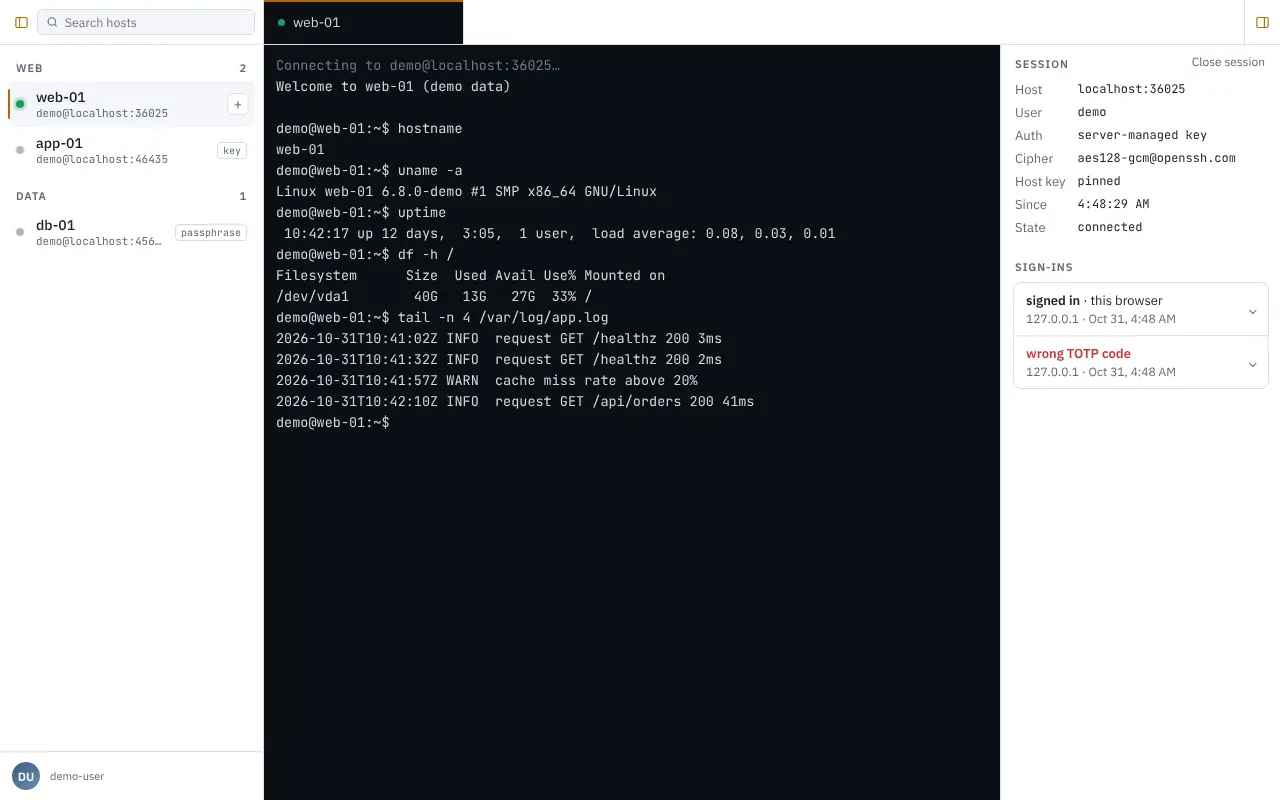 Search hosts
WEB 2
web-01
demo@localhost:36025
+
app-01
demo@localhost:46435
key
DATA 1
db-01
demo@localhost:456…
passphrase
DU demo-user
web-01
Connecting to demo@localhost:36025…
Welcome to web-01 (demo data)
demo@web-01:~$ hostname
web-01
demo@web-01:~$ uname -a
Linux web-01 6.8.0-demo #1 SMP x86_64 GNU/Linux
demo@web-01:~$ uptime
 10:42:17 up 12 days,  3:05,  1 user,  load average: 0.08, 0.03, 0.01
demo@web-01:~$ df -h /
Filesystem      Size  Used Avail Use% Mounted on
/dev/vda1        40G   13G   27G  33% /
demo@web-01:~$ tail -n 4 /var/log/app.log
2026-10-31T10:41:02Z INFO  request GET /healthz 200 3ms
2026-10-31T10:41:32Z INFO  request GET /healthz 200 2ms
2026-10-31T10:41:57Z WARN  cache miss rate above 20%
2026-10-31T10:42:10Z INFO  request GET /api/orders 200 41ms
demo@web-01:~$
SESSION Close session
Host localhost:36025
User demo
Auth server-managed key
Cipher aes128-gcm@openssh.com
Host key pinned
Since 4:48:29 AM
State connected
SIGN-INS
signed in · this browser
127.0.0.1 · Oct 31, 4:48 AM
wrong TOTP code
127.0.0.1 · Oct 31, 4:48 AM